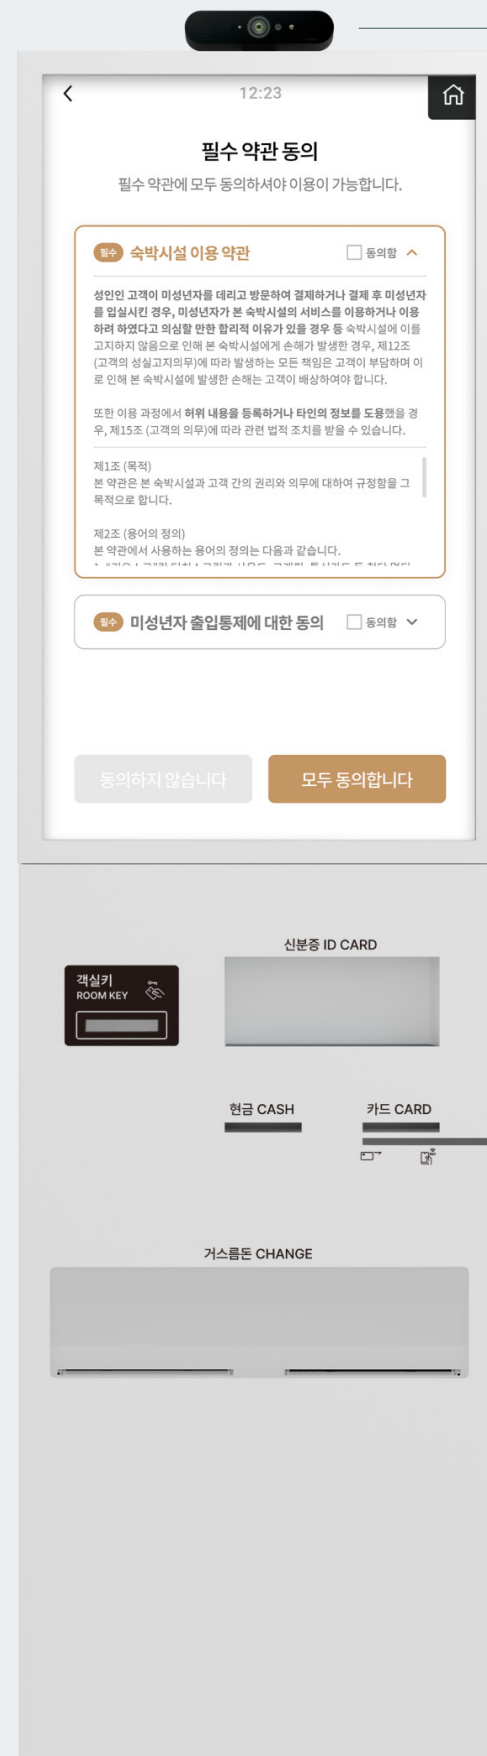 12:23
필수 약관 동의
필수 약관에 모두 동의하셔야 이용이 가능합니다.
필수 숙박시설 이용 약관 동의함
성인인 고객이 미성년자를 데리고 방문하여 결제하거나 결제 후 미성년자
를 입실시킨 경우, 미성년자가 본 숙박시설의 서비스를 이용하거나 이용
하려 하였다고 의심할 만한 합리적 이유가 있을 경우 등 숙박시설에 이를
고지하지 않음으로 인해 본 숙박시설에게 손해가 발생한 경우, 제12조
(고객의 성실고지의무)에 따라 발생하는 모든 책임은 고객이 부담하며 이
로 인해 본 숙박시설에 발생한 손해는 고객이 배상하여야 합니다.
또한 이용 과정에서 허위 내용을 등록하거나 타인의 정보를 도용했을 경
우, 제15조 (고객의 의무)에 따라 관련 법적 조치를 받을 수 있습니다.
제1조 (목적)
본 약관은 본 숙박시설과 고객 간의 권리와 의무에 대하여 규정함을 그
목적으로 합니다.
제2조 (용어의 정의)
본 약관에서 사용하는 용어의 정의는 다음과 같습니다.
필수 미성년자 출입통제에 대한 동의 동의함
동의하지 않습니다
모두 동의합니다
신분증 ID CARD
객실키
ROOM KEY
현금 CASH
카드 CARD
거스름돈 CHANGE